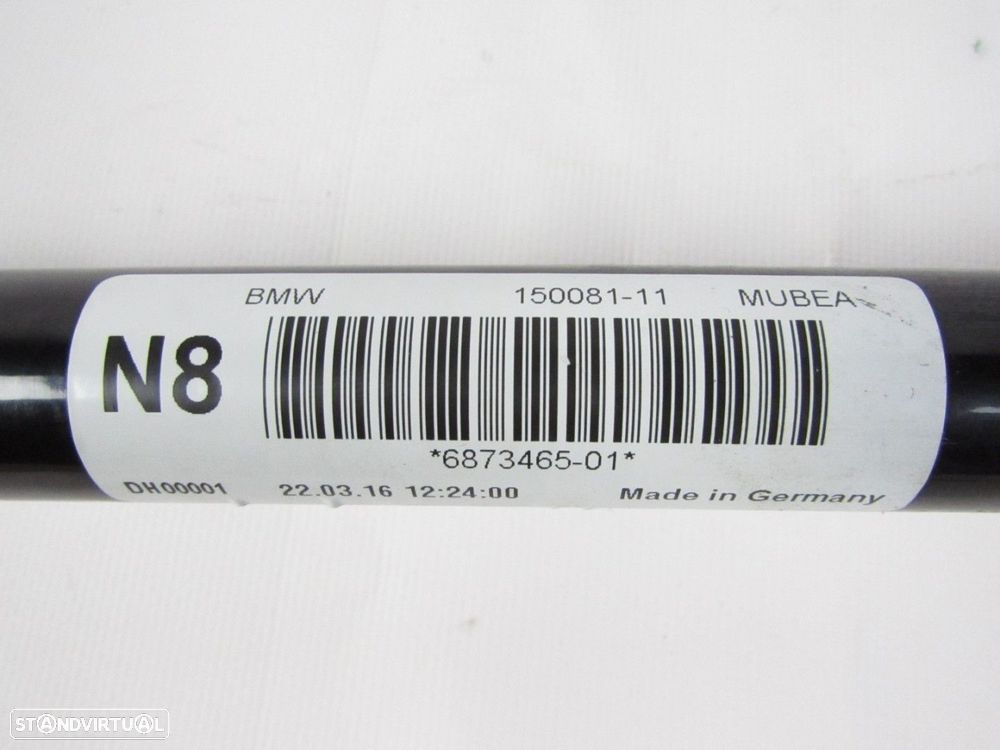 BMW 150081-11 MUBEA
N8
*6873465-01*
DH00001 22.03.16 12:24:00 Made in Germany
STANDVIRTUAL